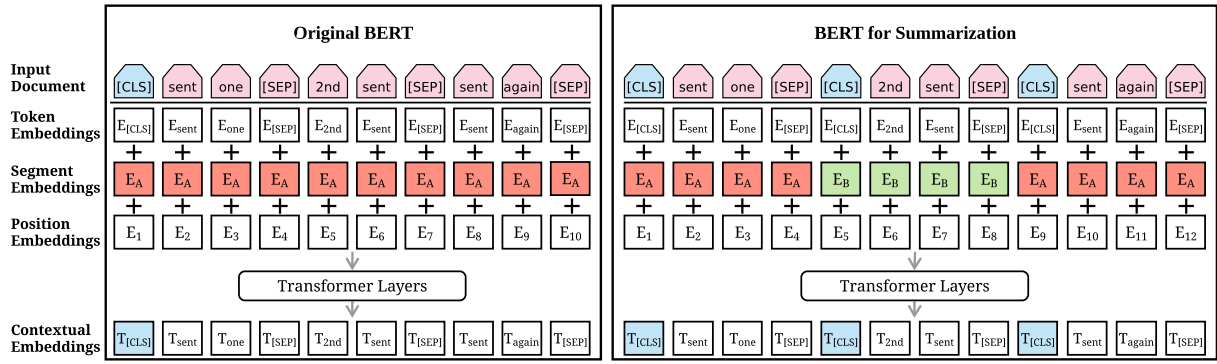 Original BERT BERT for Summarization
Input Document [CLS] sent one [SEP] 2nd sent [SEP] sent again [SEP] [CLS] sent one [SEP] [CLS] 2nd sent [SEP] [CLS] sent again [SEP]
Token Embeddings E[CLS] Esent Eone E[SEP] E2nd Esent E[SEP] Esent Eagain E[SEP] E[CLS] Esent Eone E[SEP] E[CLS] E2nd Esent E[SEP] E[CLS] Esent Eagain E[SEP]
+ + + + + + + + + + + + + + + + + + + + + +
Segment Embeddings EA EA EA EA EA EA EA EA EA EA EA EA EA EA EB EB EB EB EA EA EA EA
+ + + + + + + + + + + + + + + + + + + + + +
Position Embeddings E1 E2 E3 E4 E5 E6 E7 E8 E9 E10 E1 E2 E3 E4 E5 E6 E7 E8 E9 E10 E11 E12
Transformer Layers Transformer Layers
Contextual Embeddings T[CLS] Tsent Tone T[SEP] T2nd Tsent T[SEP] Tsent Tagain T[SEP] T[CLS] Tsent Tone T[SEP] T[CLS] T2nd Tsent T[SEP] T[CLS] Tsent Tagain T[SEP]